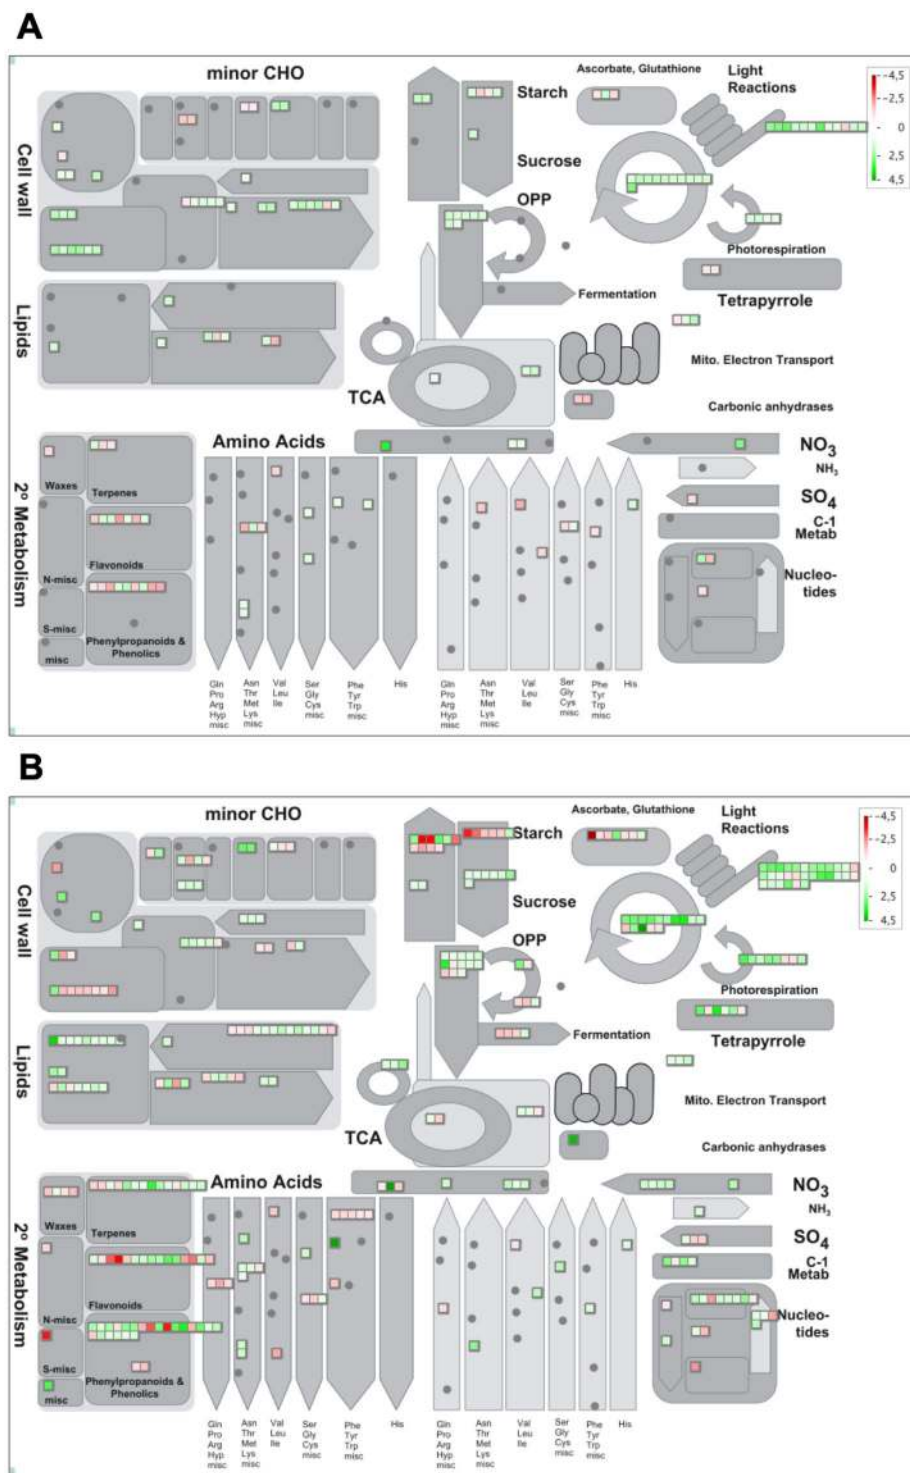 A
minor CHO
Starch
Ascorbate, Glutathione
Light
Reactions
-4,5
-2,5
0
2,5
4,5
Cell wall
Sucrose
OPP
Photorespiration
Fermentation
Tetrapyrrole
Lipids
Mito. Electron Transport
TCA
Carbonic anhydrases
Amino Acids
NO3
NH3
SO4
C-1
Metab
Nucleo-
tides
2º Metabolism
Waxes
Terpenes
Flavonoids
N-misc
S-misc
Phenylpropanoids &
Phenolics
misc
Gln
Pro
Arg
Hyp
misc
Asn
Thr
Met
Lys
misc
Val
Leu
Ile
Ser
Gly
Cys
misc
Phe
Tyr
Trp
misc
His
Gln
Pro
Arg
Hyp
misc
Asn
Thr
Met
Lys
misc
Val
Leu
Ile
Ser
Gly
Cys
misc
Phe
Tyr
Trp
misc
His
B
minor CHO
Starch
Ascorbate, Glutathione
Light
Reactions
-4,5
-2,5
0
2,5
4,5
Cell wall
Sucrose
OPP
Photorespiration
Fermentation
Tetrapyrrole
Lipids
Mito. Electron Transport
TCA
Carbonic anhydrases
Amino Acids
NO3
NH3
SO4
C-1
Metab
Nucleo-
tides
2º Metabolism
Waxes
Terpenes
Flavonoids
N-misc
S-misc
Phenylpropanoids &
Phenolics
misc
Gln
Pro
Arg
Hyp
misc
Asn
Thr
Met
Lys
misc
Val
Leu
Ile
Ser
Gly
Cys
misc
Phe
Tyr
Trp
misc
His
Gln
Pro
Arg
Hyp
misc
Asn
Thr
Met
Lys
misc
Val
Leu
Ile
Ser
Gly
Cys
misc
Phe
Tyr
Trp
misc
His